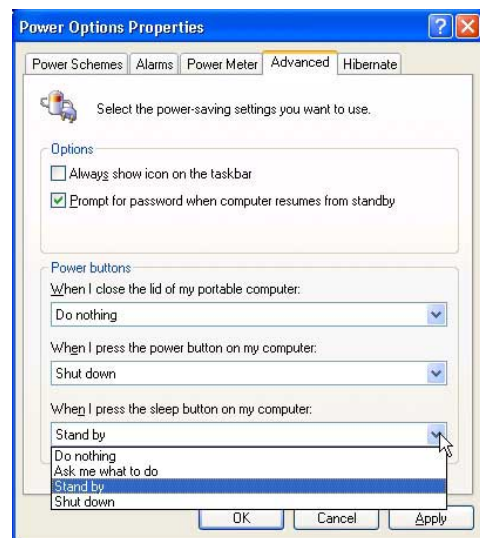 Power Options Properties
Power Schemes Alarms Power Meter Advanced Hibernate
Select the power-saving settings you want to use.
Options
Always show icon on the taskbar
Prompt for password when computer resumes from standby
Power buttons
When I close the lid of my portable computer:
Do nothing
When I press the power button on my computer:
Shut down
When I press the sleep button on my computer:
Stand by
Do nothing
Ask me what to do
Stand by
Shut down
OK Cancel Apply